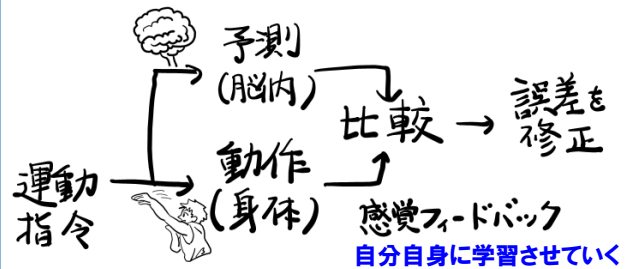 予測
(脳内)
運動
指令
動作
(身体)
比較
→
誤差を
修正
感覚フィードバック
自分自身に学習させていく